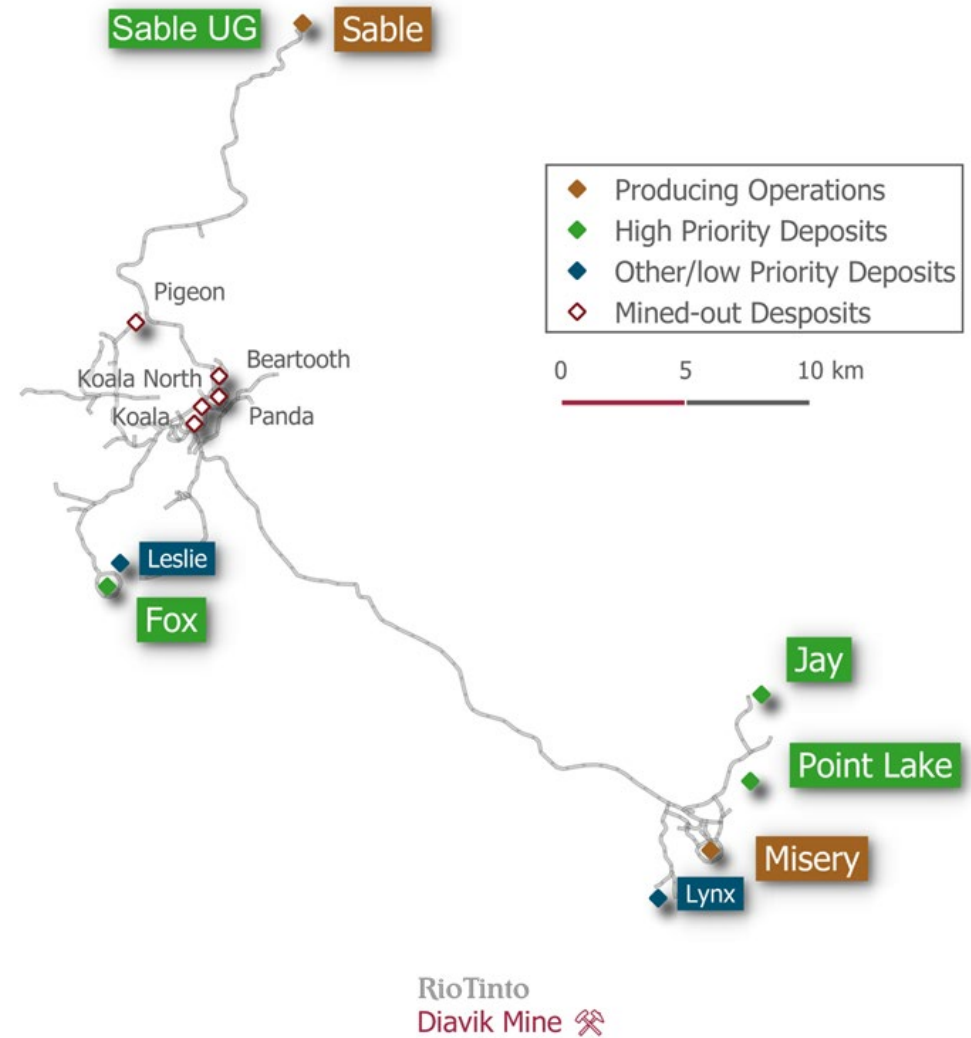 Sable UG
Sable
Producing Operations
High Priority Deposits
Other/low Priority Deposits
Mined-out Desposits
0 5 10 km
Pigeon
Beartooth
Koala North
Koala
Panda
Leslie
Fox
Jay
Point Lake
Misery
Lynx
RioTinto
Diavik Mine